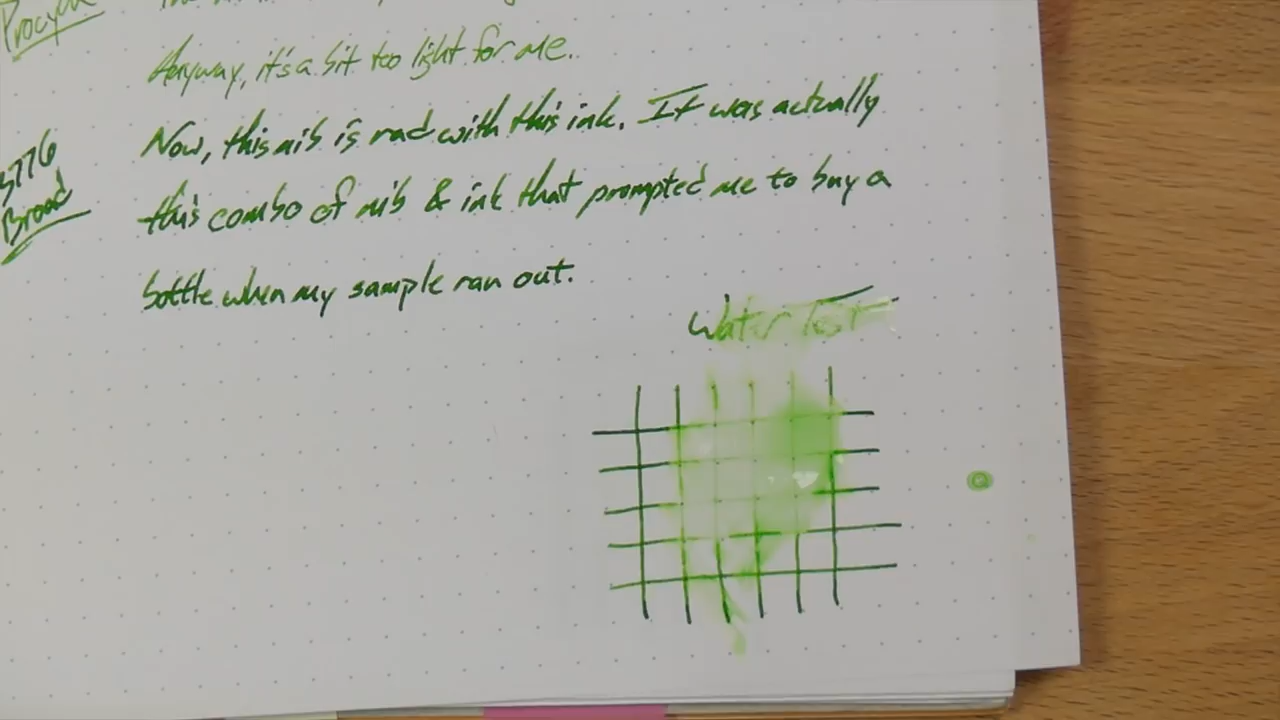 Procyon
Anyway, it's a bit too light for me.
3776
Broad
Now, this nib is rad with this ink. It was actually
this combo of nib & ink that prompted me to buy a
bottle when my sample ran out.
Water Test